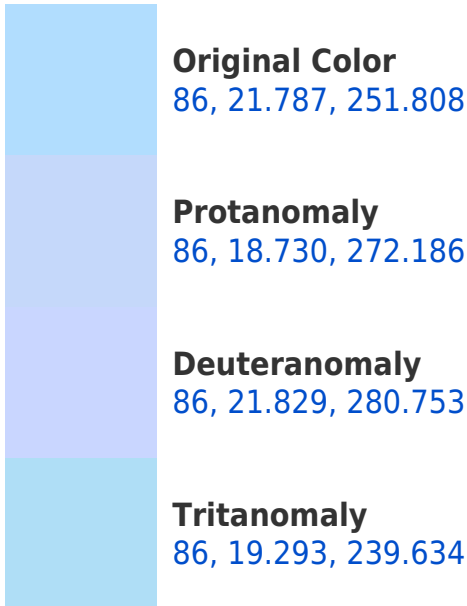 Original Color
86, 21.787, 251.808
Protanomaly
86, 18.730, 272.186
Deuteranomaly
86, 21.829, 280.753
Tritanomaly
86, 19.293, 239.634